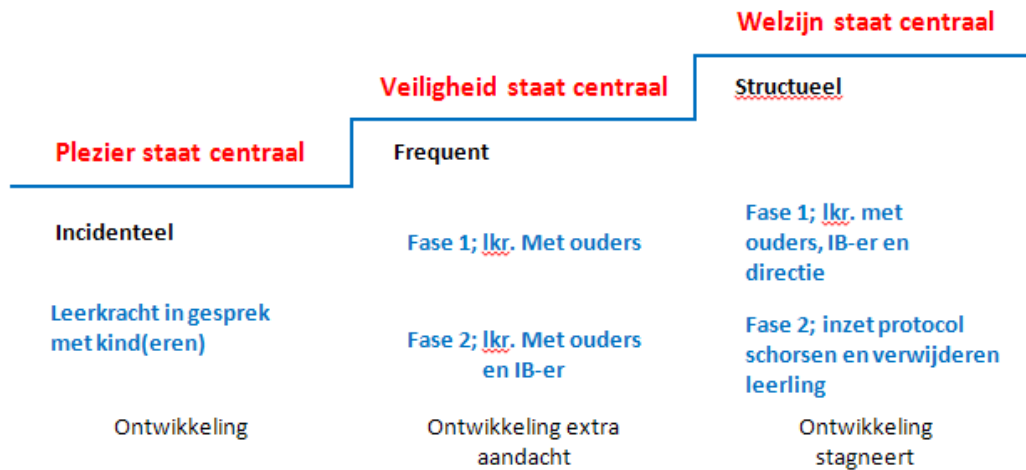 Welzijn staat centraal
Veiligheid staat centraal
Structueel
Plezier staat centraal
Frequent
Incidenteel
Fase 1; lkr. Met ouders
Fase 1; lkr. met
ouders, IB-er en
directie
Leerkracht in gesprek
met kind(eren)
Fase 2; lkr. Met ouders
en IB-er
Fase 2; inzet protocol
schorsen en verwijderen
leerling
Ontwikkeling
Ontwikkeling extra
aandacht
Ontwikkeling
stagneert